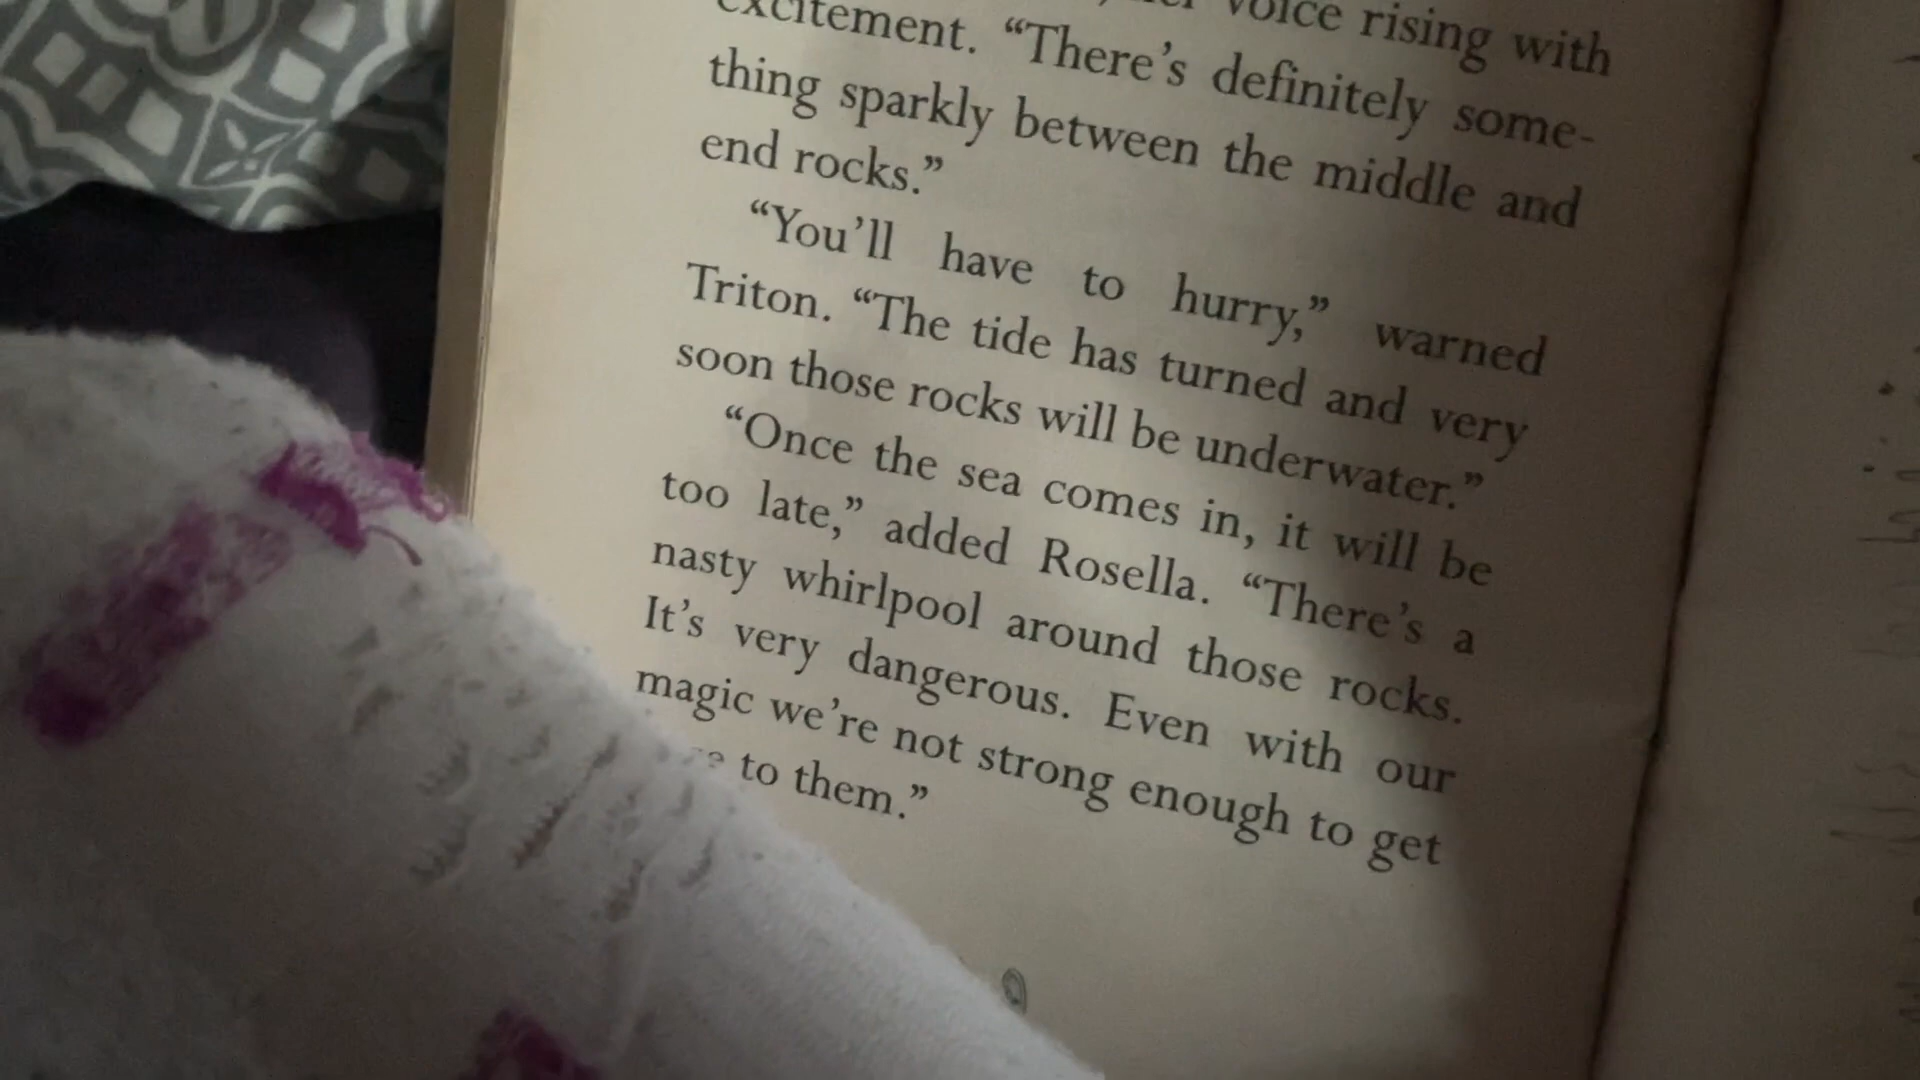 voice rising with
excitement. “There’s definitely some-
thing sparkly between the middle and
end rocks.”
“You’ll have to hurry,” warned
Triton. “The tide has turned and very
soon those rocks will be underwater.”
“Once the sea comes in, it will be
too late,” added Rosella. “There’s a
nasty whirlpool around those rocks.
It’s very dangerous. Even with our
magic we’re not strong enough to get
to them.”